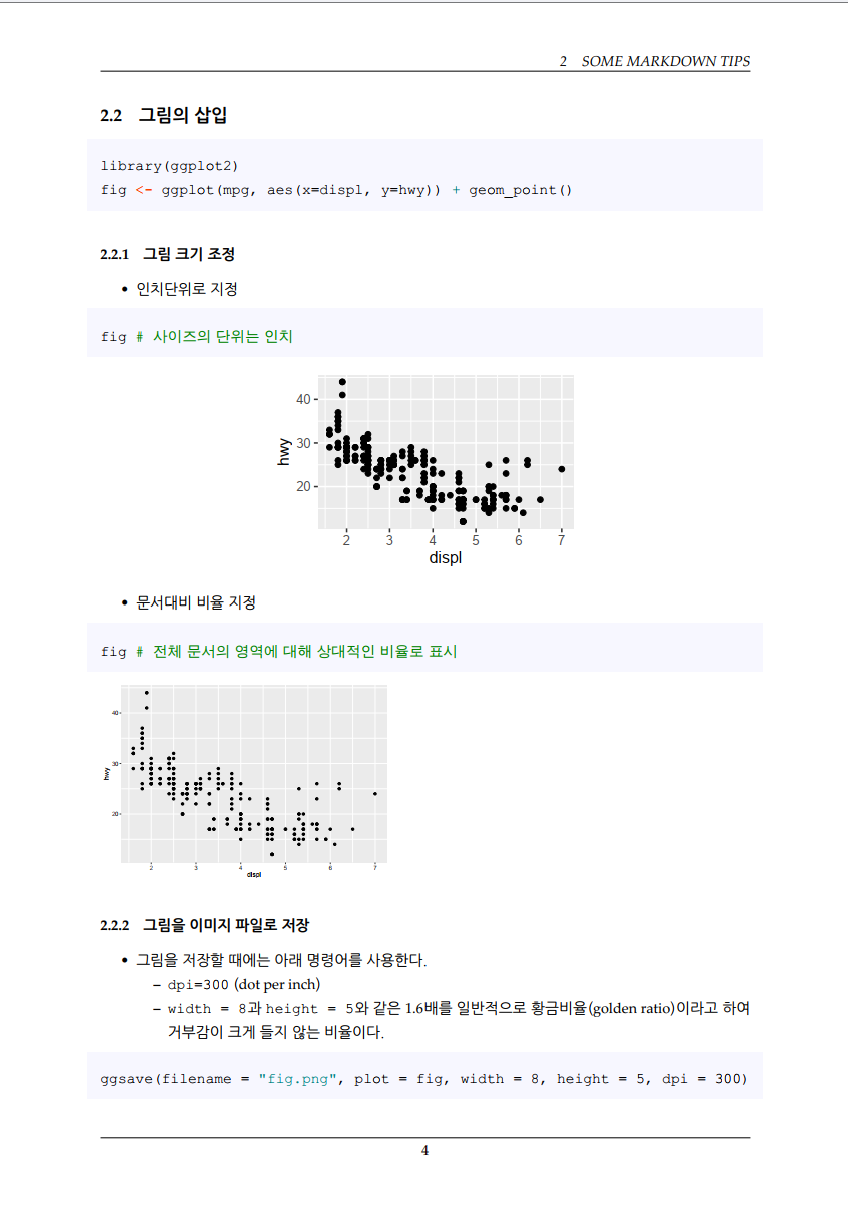 2 SOME MARKDOWN TIPS
2.2 그림의 삽입
library(ggplot2)
fig <- ggplot(mpg, aes(x=displ, y=hwy)) + geom_point()
2.2.1 그림 크기 조정
• 인치단위로 지정
fig # 사이즈의 단위는 인치
40
30
20
hwy
2 3 4 5 6 7
displ
• 문서대비 비율 지정
fig # 전체 문서의 영역에 대해 상대적인 비율로 표시
40
30
20
hwy
2 3 4 5 6 7
displ
2.2.2 그림을 이미지 파일로 저장
• 그림을 저장할 때에는 아래 명령어를 사용한다.
– dpi=300 (dot per inch)
– width = 8과 height = 5와 같은 1.6배를 일반적으로 황금비율(golden ratio)이라고 하여
거부감이 크게 들지 않는 비율이다.
ggsave(filename = "fig.png", plot = fig, width = 8, height = 5, dpi = 300)
4